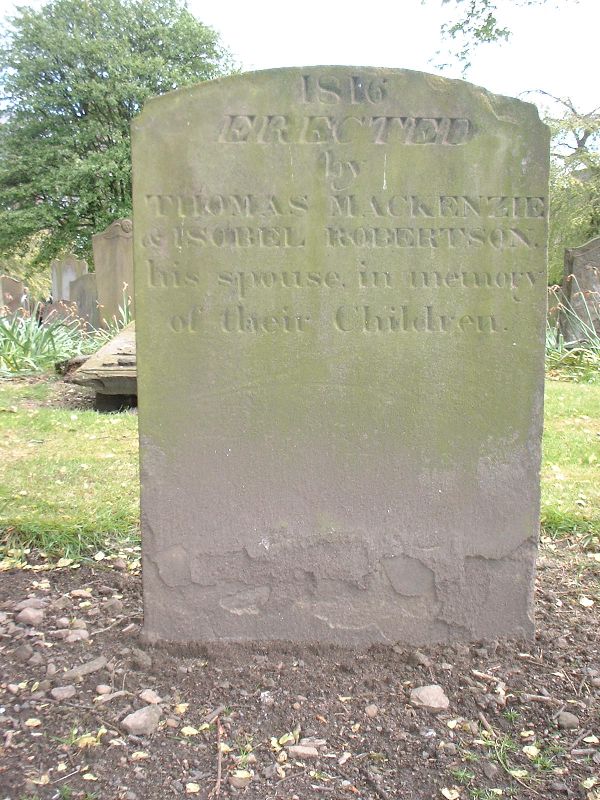 1816
ERECTED
by
THOMAS MACKENZIE
& ISOBEL ROBERTSON.
his spouse, in memory
of their Children.